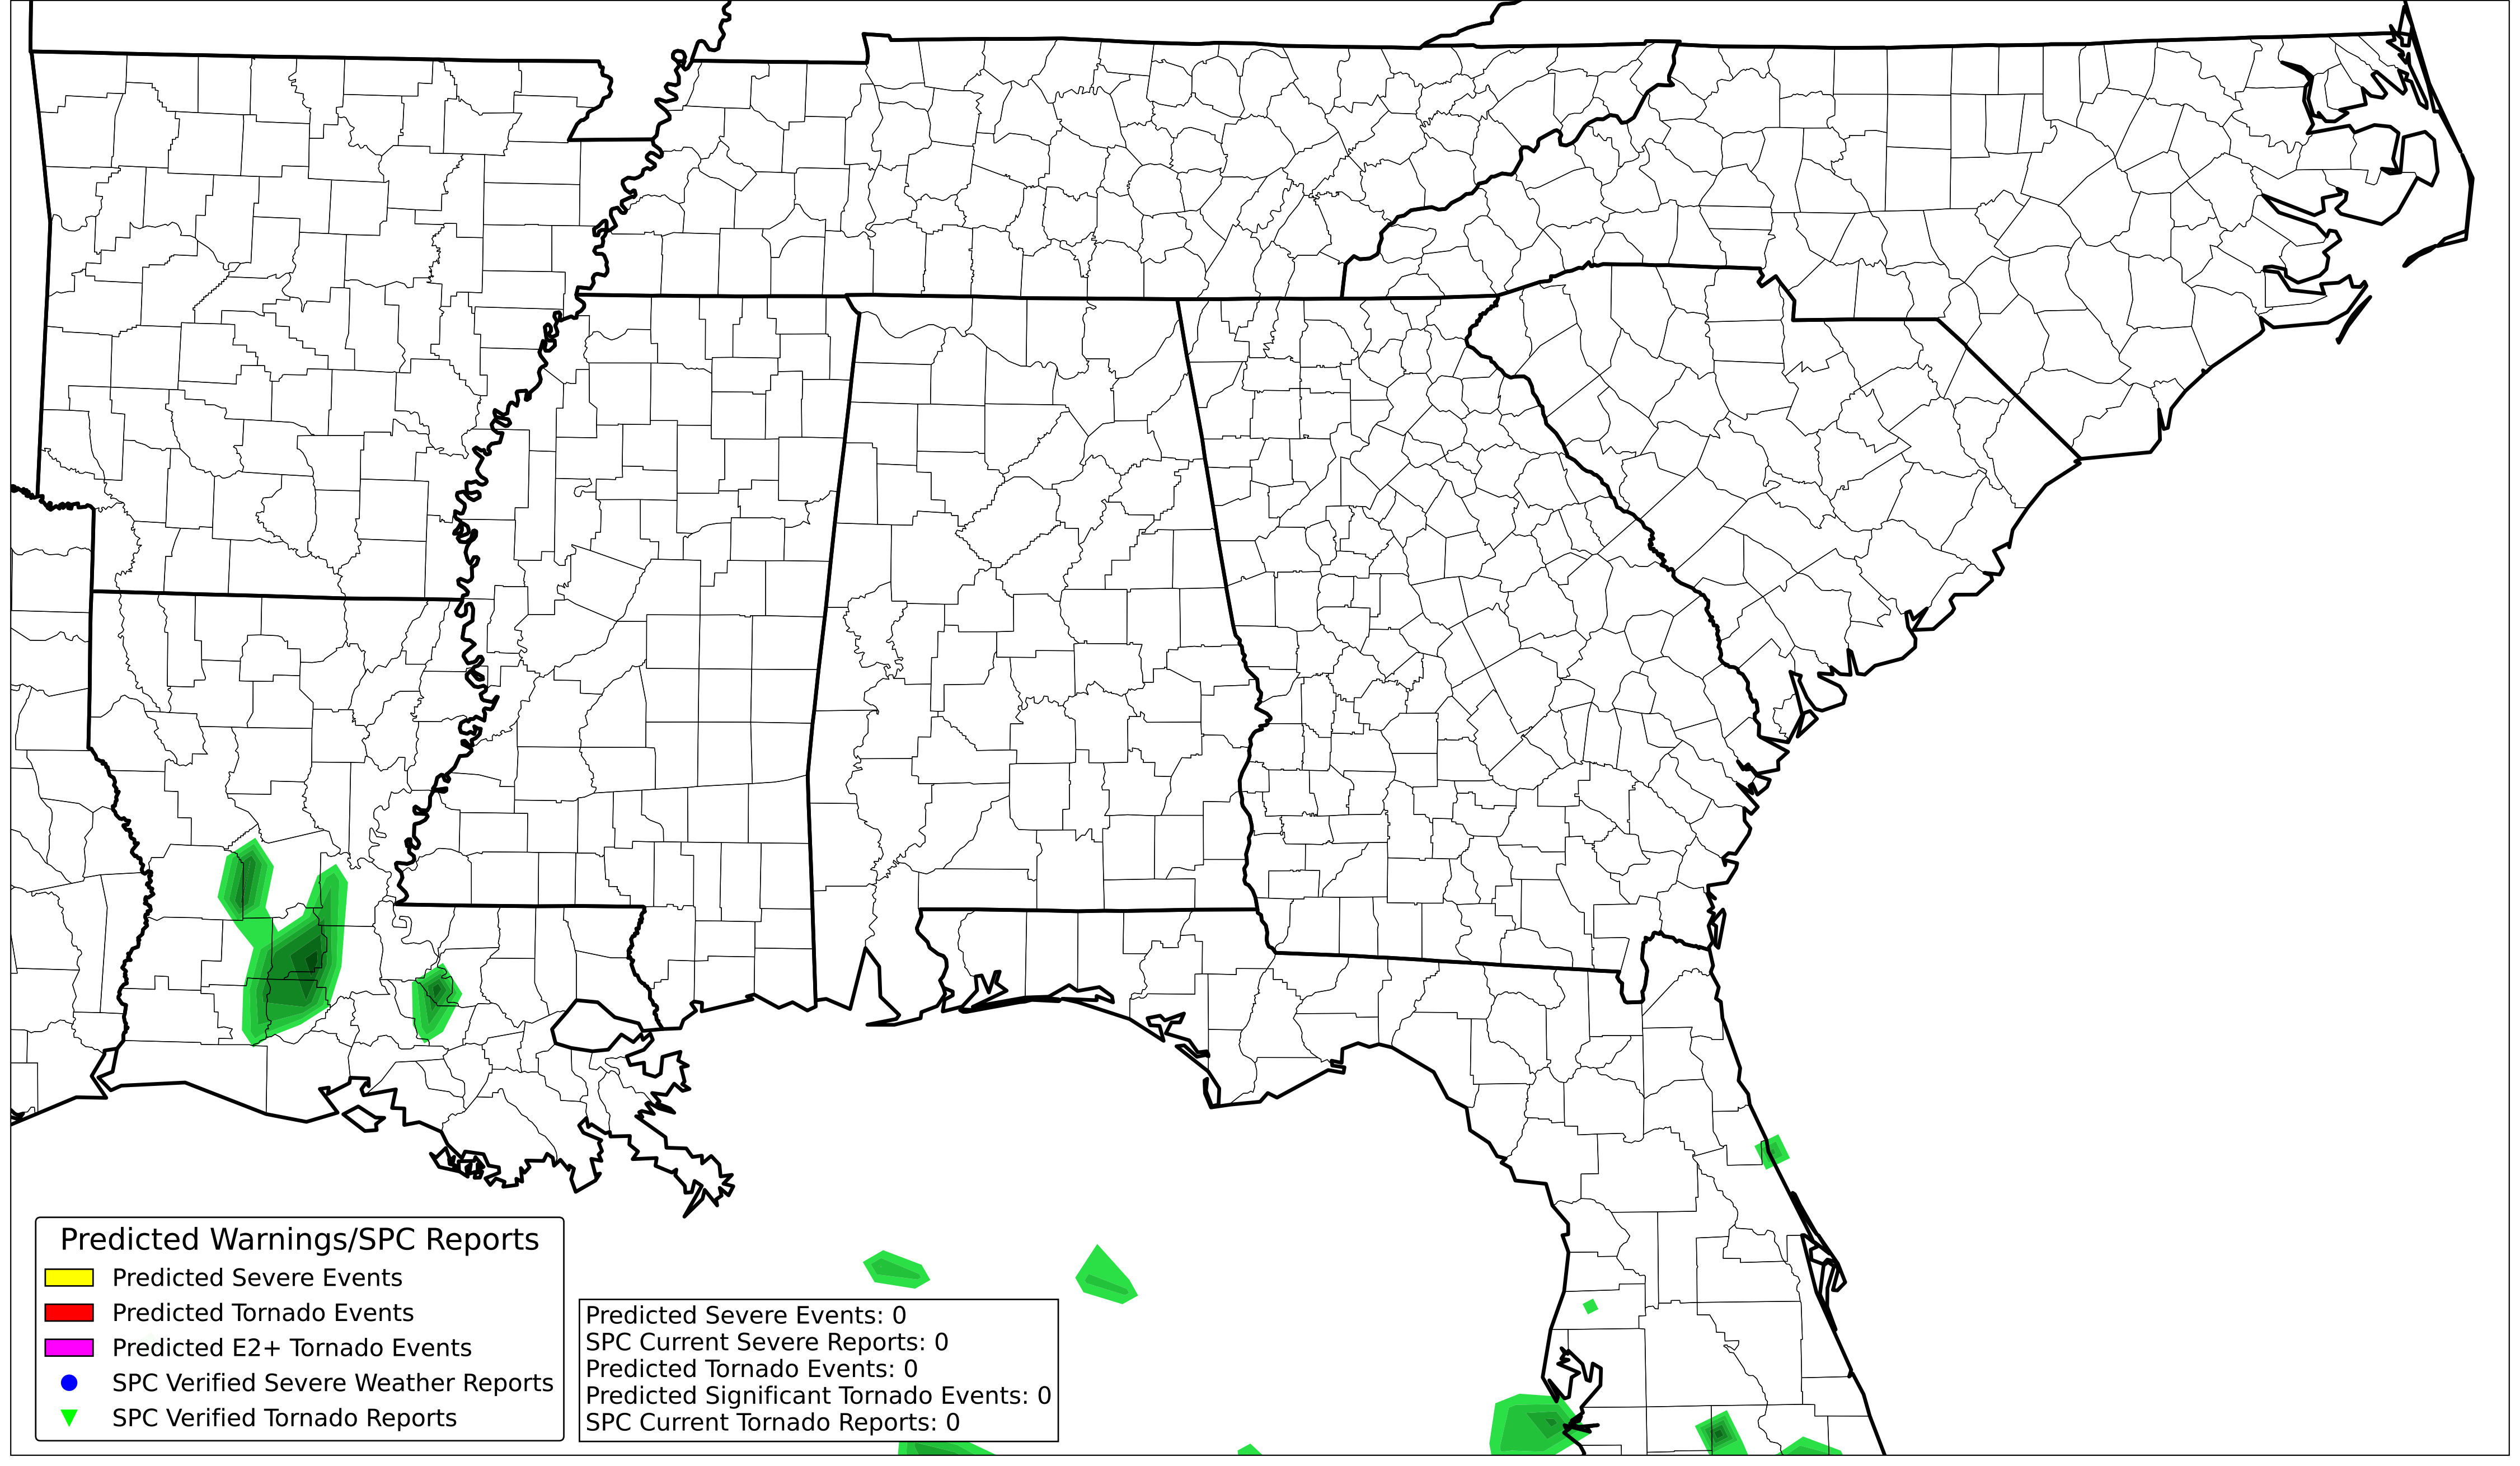 Predicted Warnings/SPC Reports
Predicted Severe Events
Predicted Tornado Events
Predicted E2+ Tornado Events
SPC Verified Severe Weather Reports
SPC Verified Tornado Reports
Predicted Severe Events: 0
SPC Current Severe Reports: 0
Predicted Tornado Events: 0
Predicted Significant Tornado Events: 0
SPC Current Tornado Reports: 0